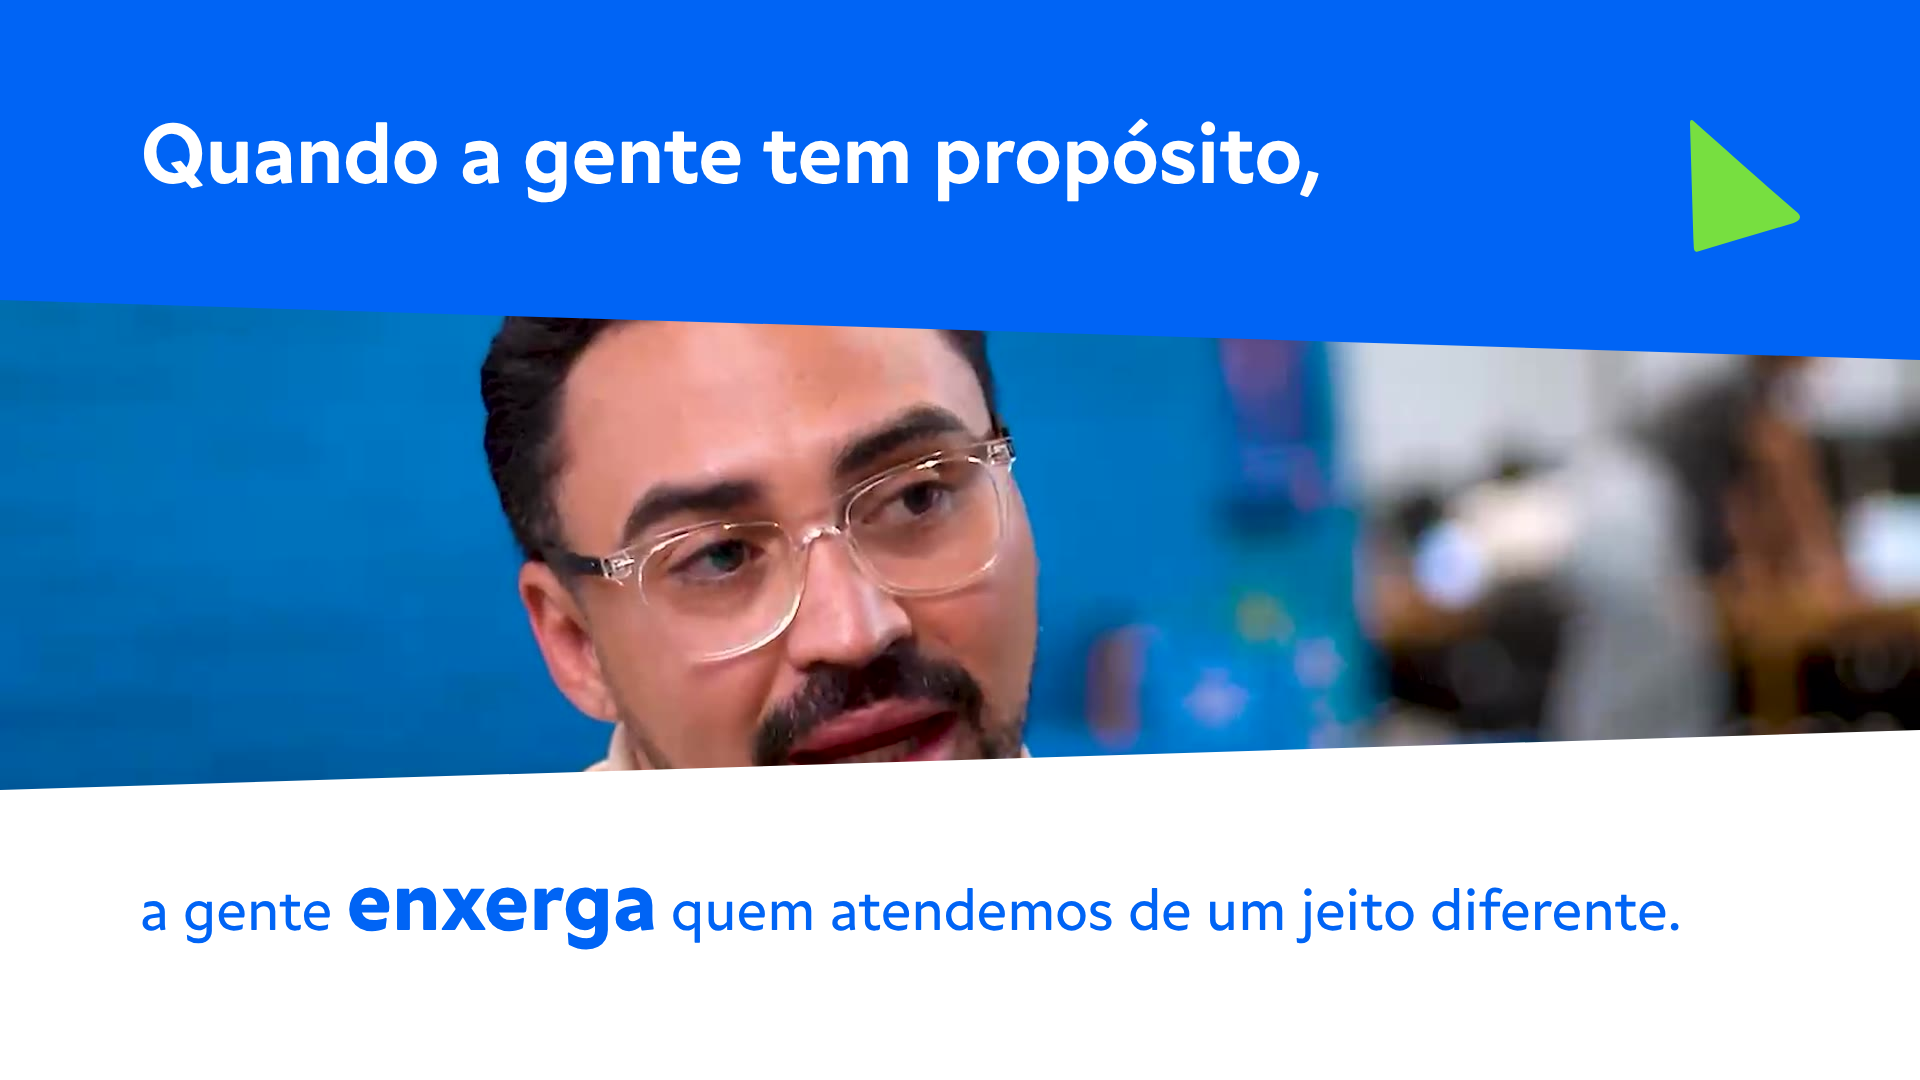 Quando a gente tem propósito,
a gente enxerga quem atendemos de um jeito diferente.